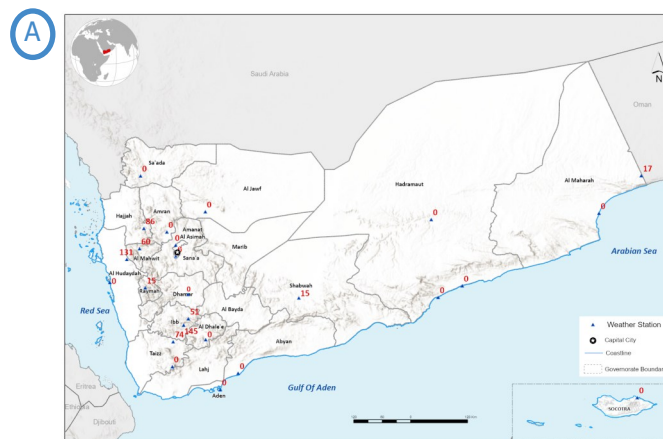 A
Saudi Arabia
N
Oman
Sa'ada
0
17
Al Jawf
Hadramaut
Al Maharah
0
0
0
Hajjah
Amran
86
0
Amanat
Al Asimah
0
60
Marib
Arabian Sea
131
Al Mahwit
Sana'a
Al Hudaydah
0
15
Raymah
0
Dhamar
Shabwah
15
0
0
Red Sea
51
Al Bayda
Ibb
145
Al Dhale'e
74
0
Abyan
Weather Station
Capital City
Coastline
Governorate Boundary
Taizz
0
Lahj
0
0
Aden
Gulf Of Aden
Eritrea
Ethiopia
Djibouti
0
SOCOTRA